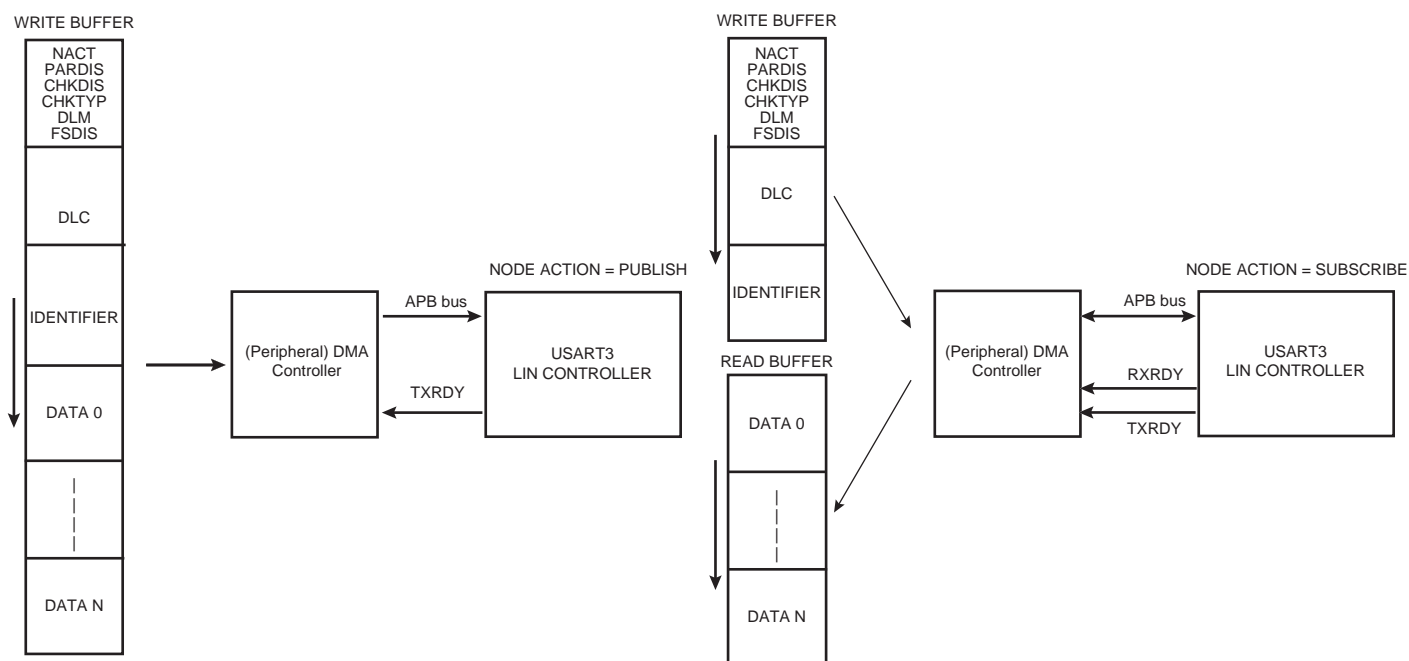 WRITE BUFFER
NACT
PARDIS
CHKDIS
CHKTYP
DLM
FSDIS
DLC
IDENTIFIER
DATA 0
DATA N
(Peripheral) DMA
Controller
APB bus
TXRDY
NODE ACTION = PUBLISH
USART3
LIN CONTROLLER
WRITE BUFFER
NACT
PARDIS
CHKDIS
CHKTYP
DLM
FSDIS
DLC
IDENTIFIER
READ BUFFER
DATA 0
DATA N
(Peripheral) DMA
Controller
APB bus
RXRDY
TXRDY
NODE ACTION = SUBSCRIBE
USART3
LIN CONTROLLER